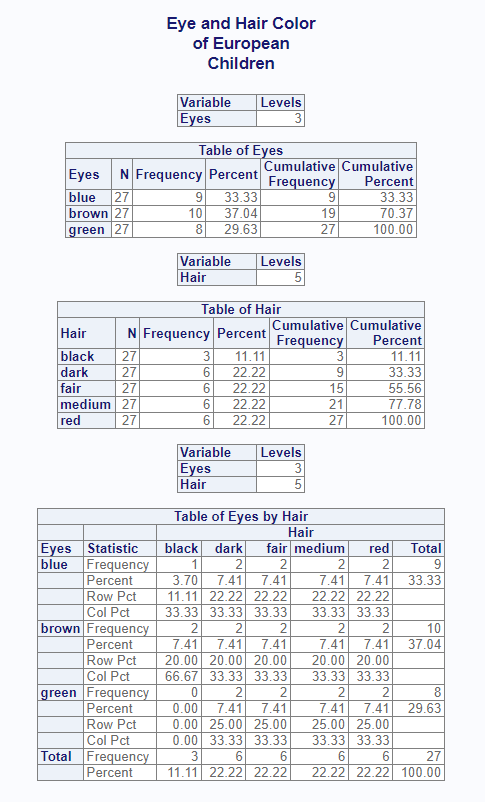 Eye and Hair Color
of European
Children
Variable Levels
Eyes 3
Table of Eyes
Eyes N Frequency Percent Cumulative Frequency Cumulative Percent
blue 27 9 33.33 9 33.33
brown 27 10 37.04 19 70.37
green 27 8 29.63 27 100.00
Variable Levels
Hair 5
Table of Hair
Hair N Frequency Percent Cumulative Frequency Cumulative Percent
black 27 3 11.11 3 11.11
dark 27 6 22.22 9 33.33
fair 27 6 22.22 15 55.56
medium 27 6 22.22 21 77.78
red 27 6 22.22 27 100.00
Variable Levels
Eyes 3
Hair 5
Table of Eyes by Hair
Hair
Eyes Statistic black dark fair medium red Total
blue Frequency 1 2 2 2 2 9
Percent 3.70 7.41 7.41 7.41 7.41 33.33
Row Pct 11.11 22.22 22.22 22.22 22.22
Col Pct 33.33 33.33 33.33 33.33 33.33
brown Frequency 2 2 2 2 2 10
Percent 7.41 7.41 7.41 7.41 7.41 37.04
Row Pct 20.00 20.00 20.00 20.00 20.00
Col Pct 66.67 33.33 33.33 33.33 33.33
green Frequency 0 2 2 2 2 8
Percent 0.00 7.41 7.41 7.41 7.41 29.63
Row Pct 0.00 25.00 25.00 25.00 25.00
Col Pct 0.00 33.33 33.33 33.33 33.33
Total Frequency 3 6 6 6 6 27
Percent 11.11 22.22 22.22 22.22 22.22 100.00